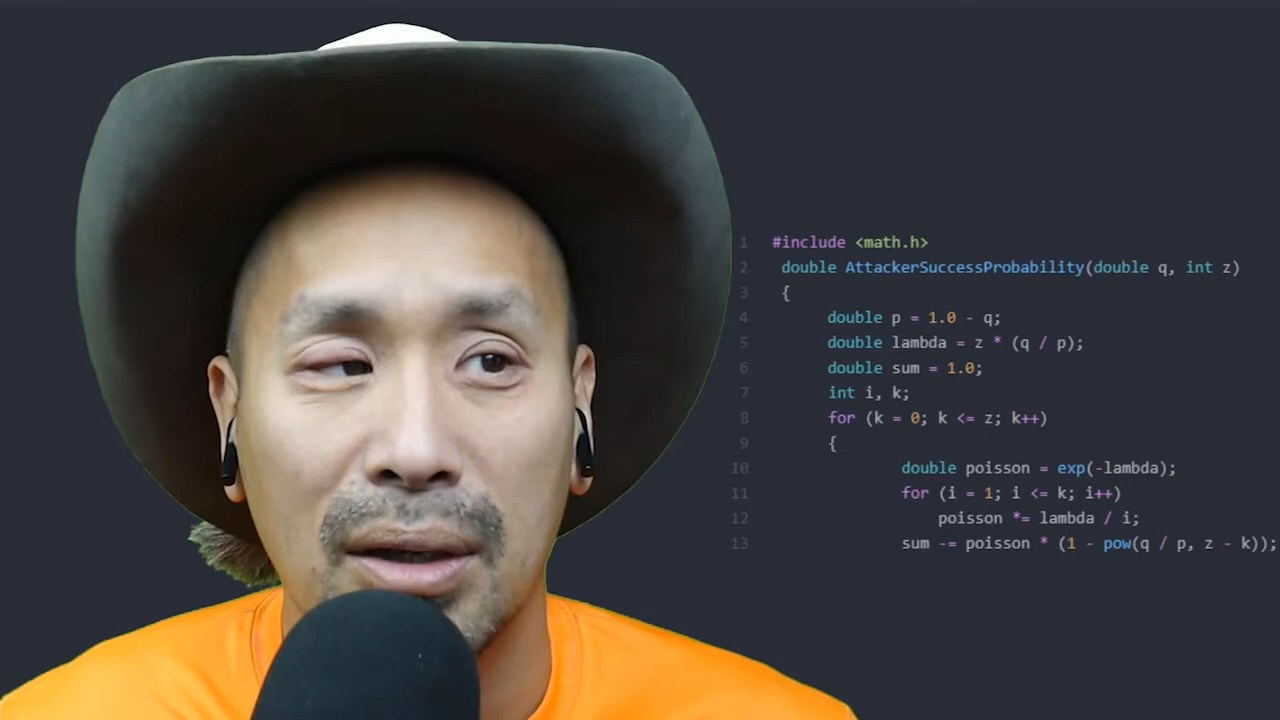 1 #include <math.h>
2 double AttackerSuccessProbability(double q, int z)
3 {
4 double p = 1.0 - q;
5 double lambda = z * (q / p);
6 double sum = 1.0;
7 int i, k;
8 for (k = 0; k <= z; k++)
9 {
10 double poisson = exp(-lambda);
11 for (i = 1; i <= k; i++)
12 poisson *= lambda / i;
13 sum -= poisson * (1 - pow(q / p, z - k));